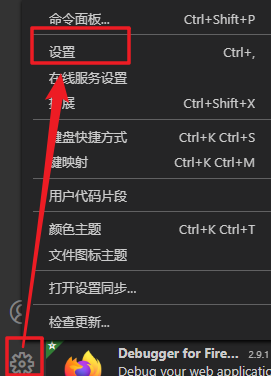 命令面板... Ctrl+Shift+P
设置 Ctrl+,
在线服务设置
扩展 Ctrl+Shift+X
键盘快捷方式 Ctrl+K Ctrl+S
键映射 Ctrl+K Ctrl+M
用户代码片段
颜色主题 Ctrl+K Ctrl+T
文件图标主题
打开设置同步...
检查更新...
Debugger for Fire... 2.9.1
Debug your web applicatio